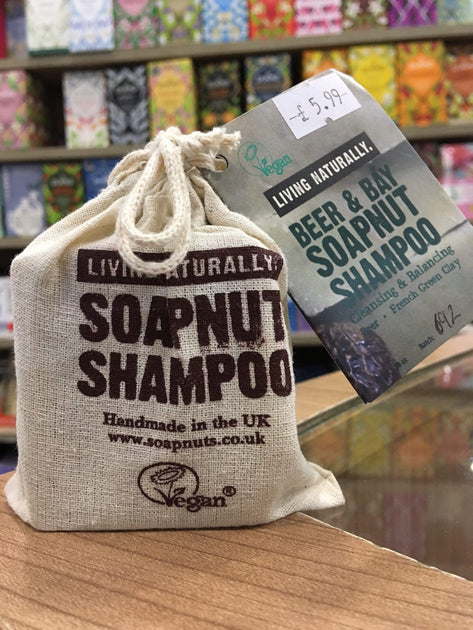 LIVING NATURALLY.
SOAPNUT
SHAMPOO
Handmade in the UK
www.soapnuts.co.uk
Vegan®
-£5.99-
Vegan
LIVING NATURALLY.
BEER & BAY
SOAPNUT
SHAMPOO
Cleansing & Balancing
Beer • French Green Clay
Batch: